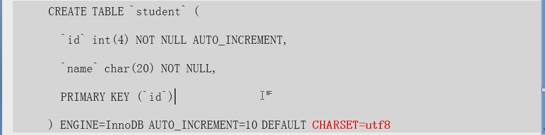 CREATE TABLE `student` (
`id` int(4) NOT NULL AUTO_INCREMENT,
`name` char(20) NOT NULL,
PRIMARY KEY (`id`)
) ENGINE=InnoDB AUTO_INCREMENT=10 DEFAULT CHARSET=utf8